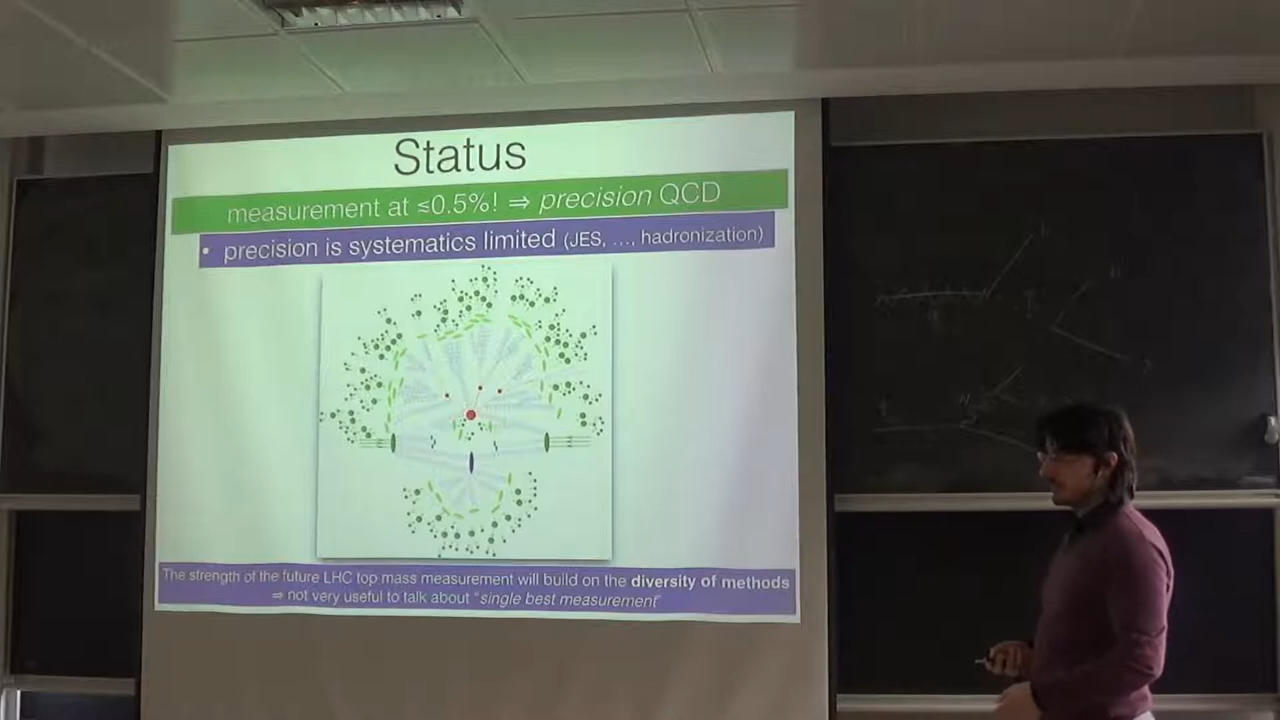 Status
measurement at ≤0.5%! ⇒ precision QCD
• precision is systematics limited (JES, ..., hadronization)
The strength of the future LHC top mass measurement will build on the diversity of methods
⇒ not very useful to talk about "single best measurement"